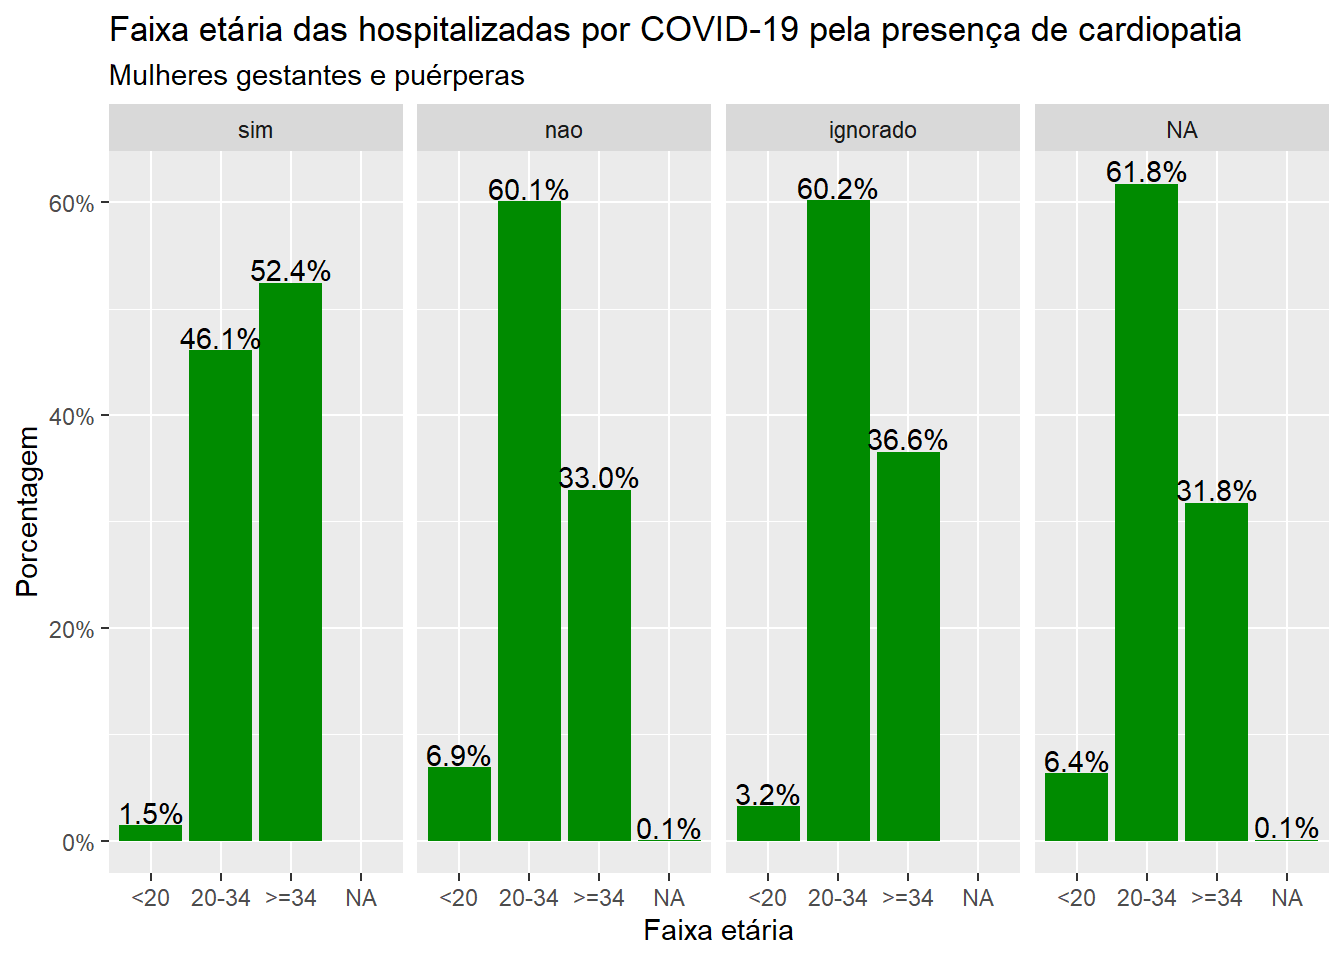 Faixa etária das hospitalizadas por COVID-19 pela presença de cardiopatia
Mulheres gestantes e puérperas
sim nao ignorado NA
61.8%
60.1% 60.2%
60%
52.4%
46.1%
36.6%
40%
33.0% 31.8%
Porcentagem
20%
6.9% 6.4%
3.2%
1.5% 0.1% 0.1%
0%
<20 20-34 >=34 NA <20 20-34 >=34 NA <20 20-34 >=34 NA <20 20-34 >=34 NA
Faixa etária